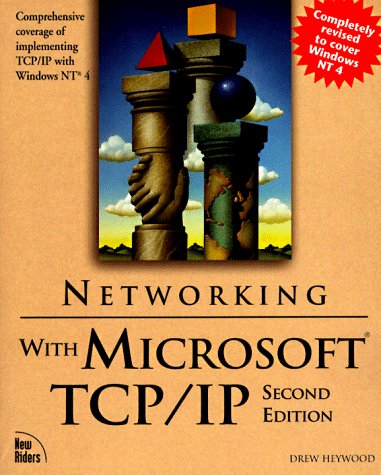 Comprehensive
coverage of
implementing
TCP/IP with
Windows NT® 4
Completely
revised
to cover
Windows
NT 4
NETWORKING
WITH MICROSOFT®
TCP/IP SECOND
EDITION
New
Riders
DREW HEYWOOD